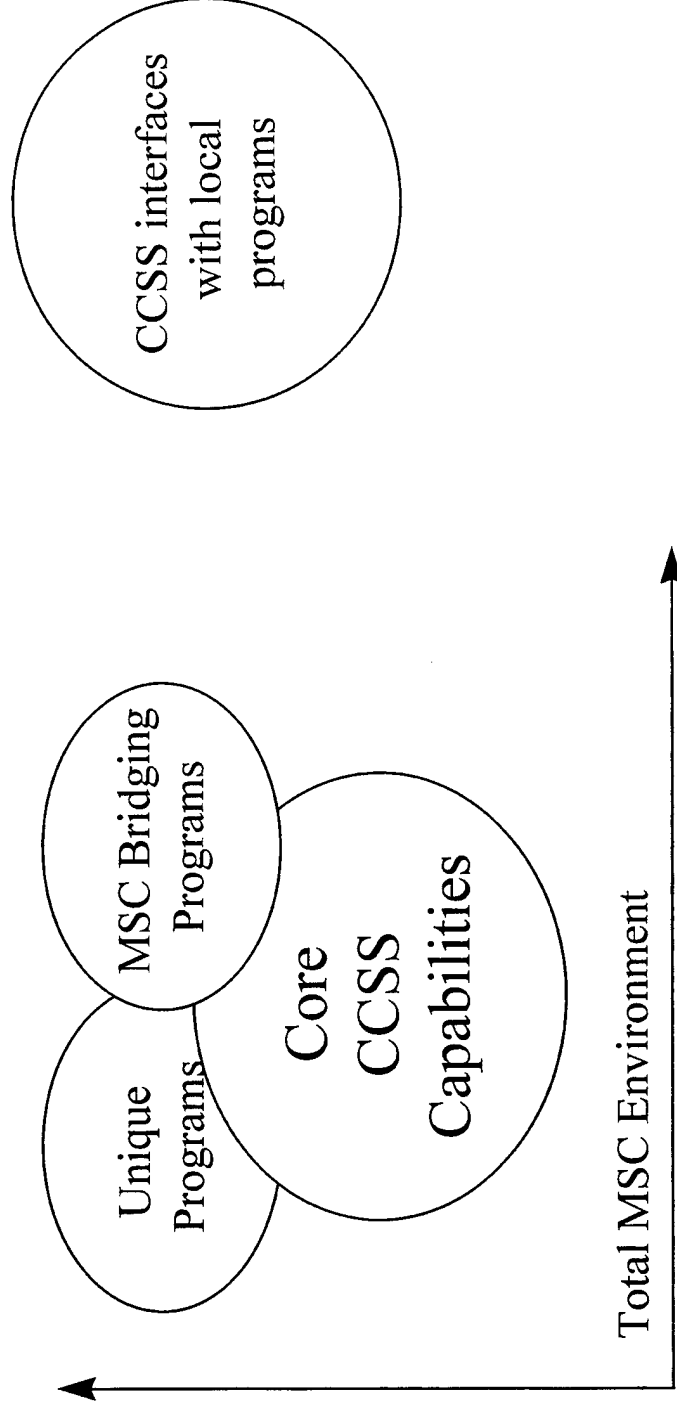 Unique
Programs
MSC Bridging
Programs
Core
CCSS
Capabilities
Total MSC Environment
CCSS interfaces
with local
programs